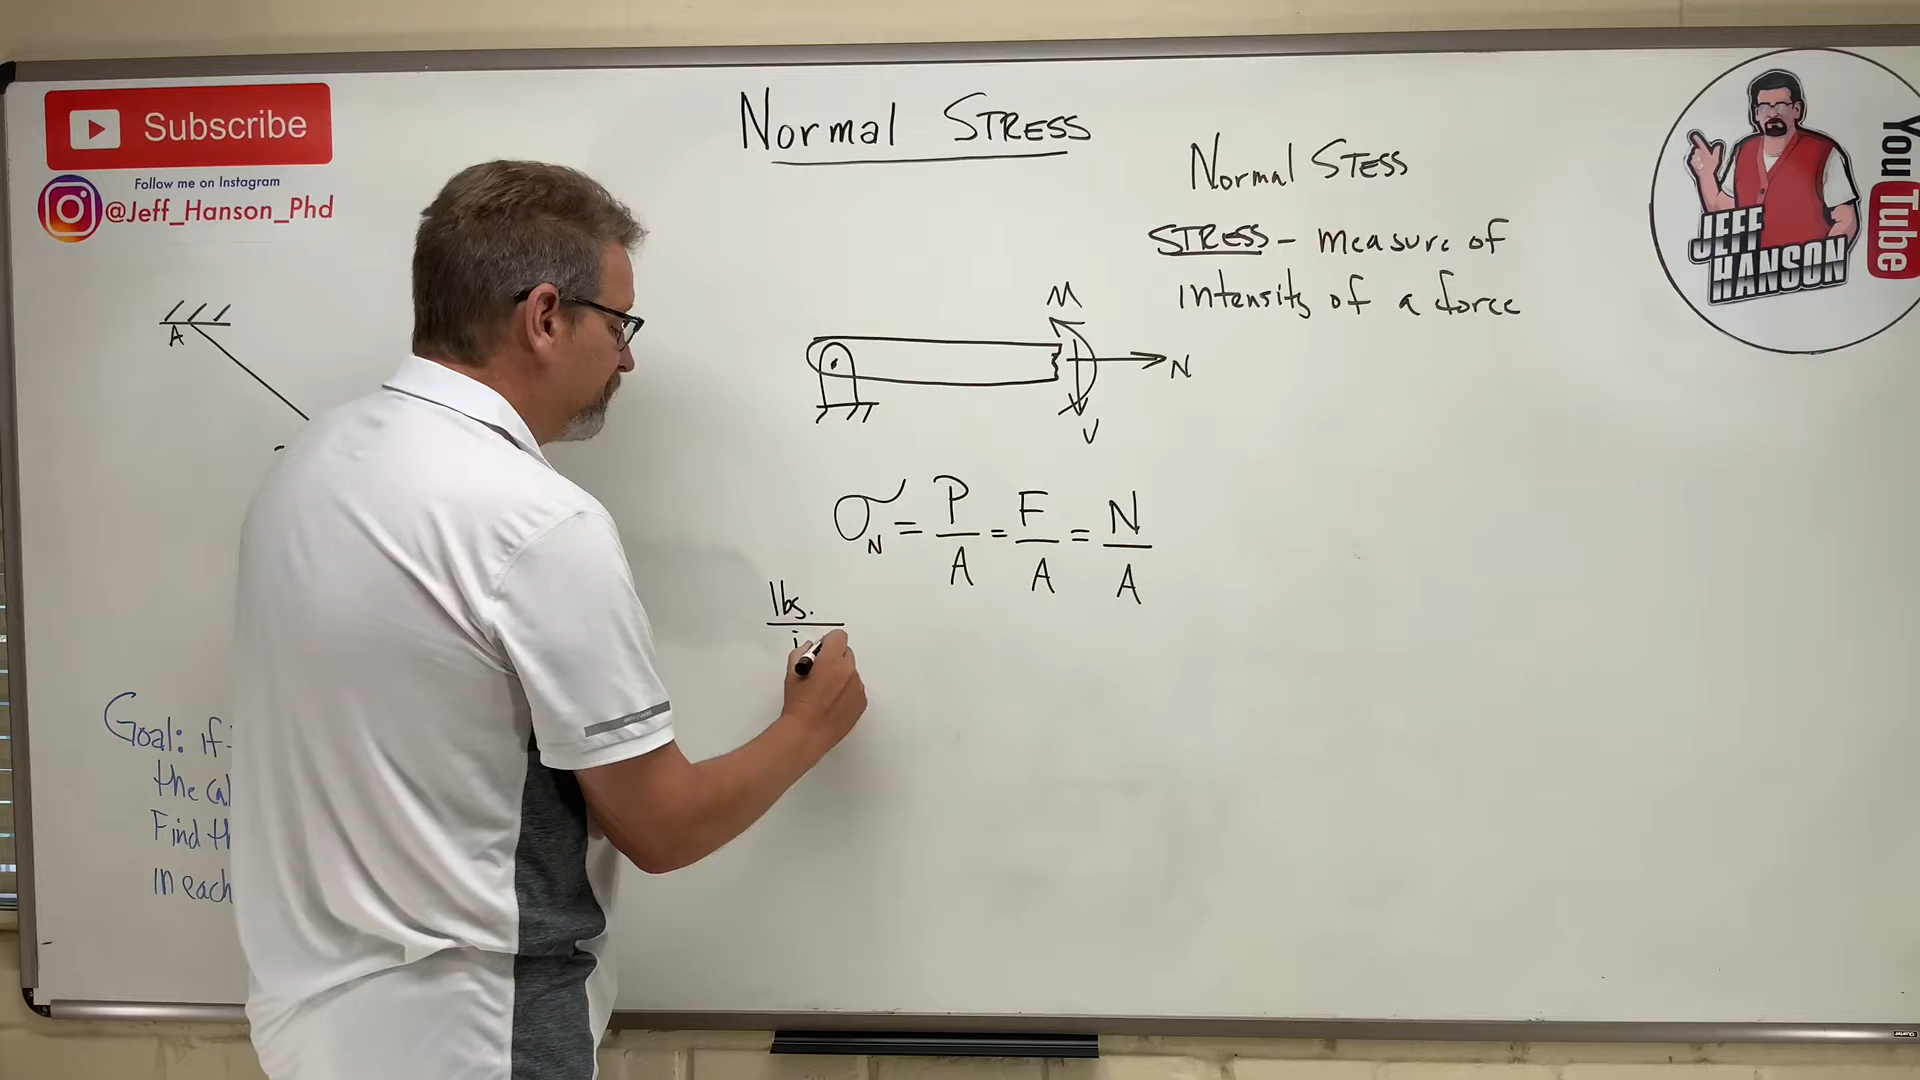 Subscribe
Follow me on Instagram
@Jeff_Hanson_Phd
Normal STRESS
Normal STESS
STRESS - measure of
intensity of a force
JEFF
HANSON
YouTube
A
M
N
V
σN = P/A = F/A = N/A
lbs.
i
Goal: if
the
Find
in each